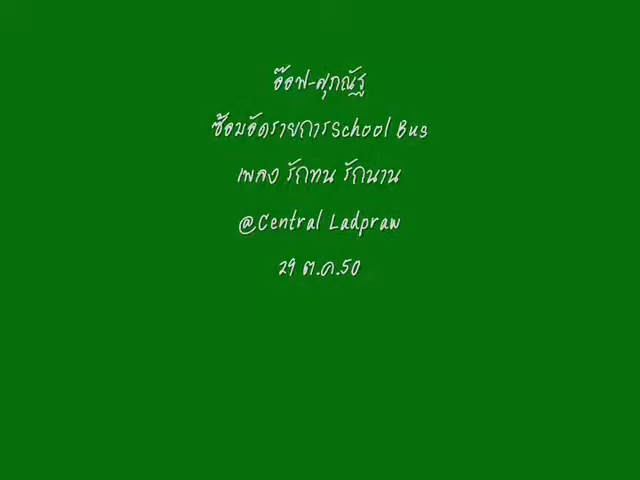 อ๊อฟ-ศุภณัฐ
ซ้อมอัดรายการSchool Bus
เพลง รักทน รักนาน
@Central Ladpraw
29 ต.ค.50